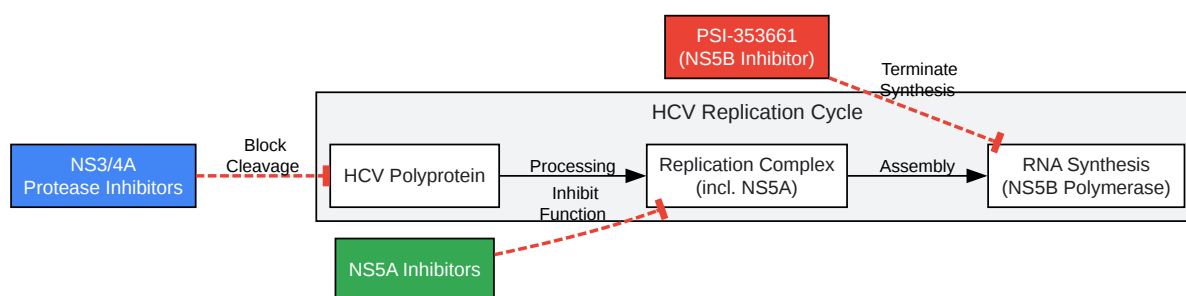 PSI-353661
(NS5B Inhibitor)
Terminate
Synthesis
HCV Replication Cycle
Block
Cleavage
NS3/4A
Protease Inhibitors
HCV Polyprotein
Processing
Replication Complex
(incl. NS5A)
Assembly
RNA Synthesis
(NS5B Polymerase)
Inhibit
Function
NS5A Inhibitors